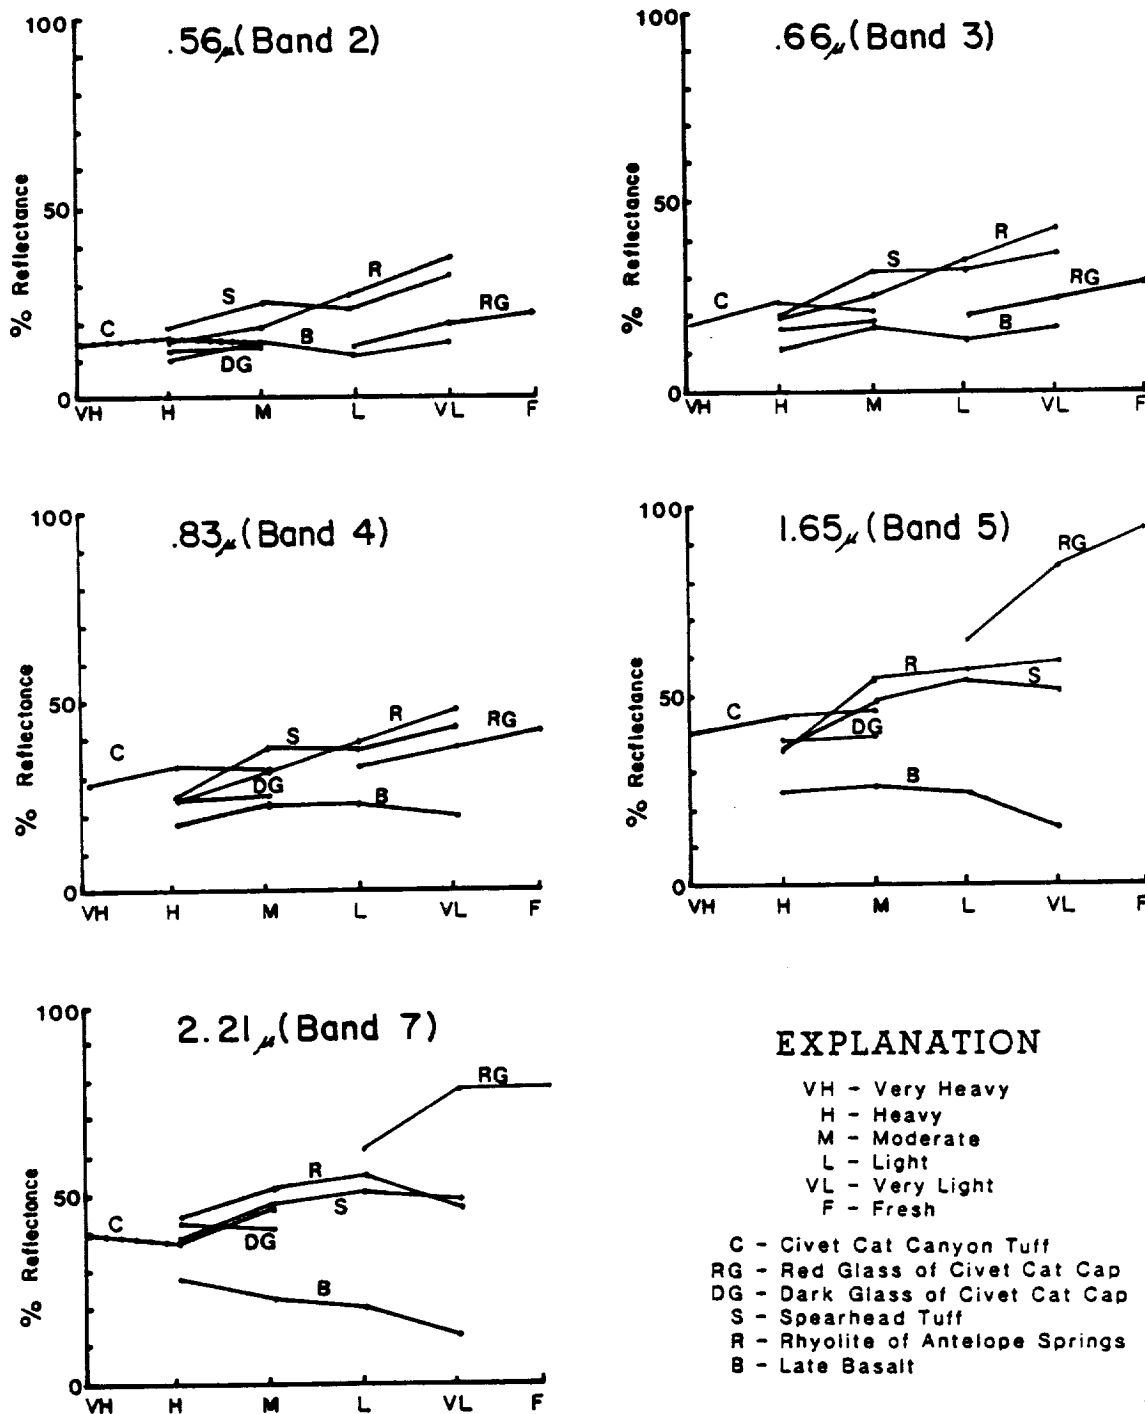 .56μ (Band 2)
100
50
0
% Reflectance
C
S
R
B
DG
RG
VH H M L VL F
.66μ (Band 3)
100
50
0
% Reflectance
C
S
R
RG
B
VH H M L VL F
.83μ (Band 4)
100
50
0
% Reflectance
C
S
R
RG
DG
B
VH H M L VL F
1.65μ (Band 5)
100
50
0
% Recflectance
RG
R
S
C
DG
B
VH H M L VL F
2.21μ (Band 7)
100
50
0
% Reflectance
RG
R
S
C
DG
B
VH H M L VL F
EXPLANATION
VH - Very Heavy
H - Heavy
M - Moderate
L - Light
VL - Very Light
F - Fresh
C - Civet Cat Canyon Tuff
RG - Red Glass of Civet Cat Cap
DG - Dark Glass of Civet Cat Cap
S - Spearhead Tuff
R - Rhyolite of Antelope Springs
B - Late Basalt